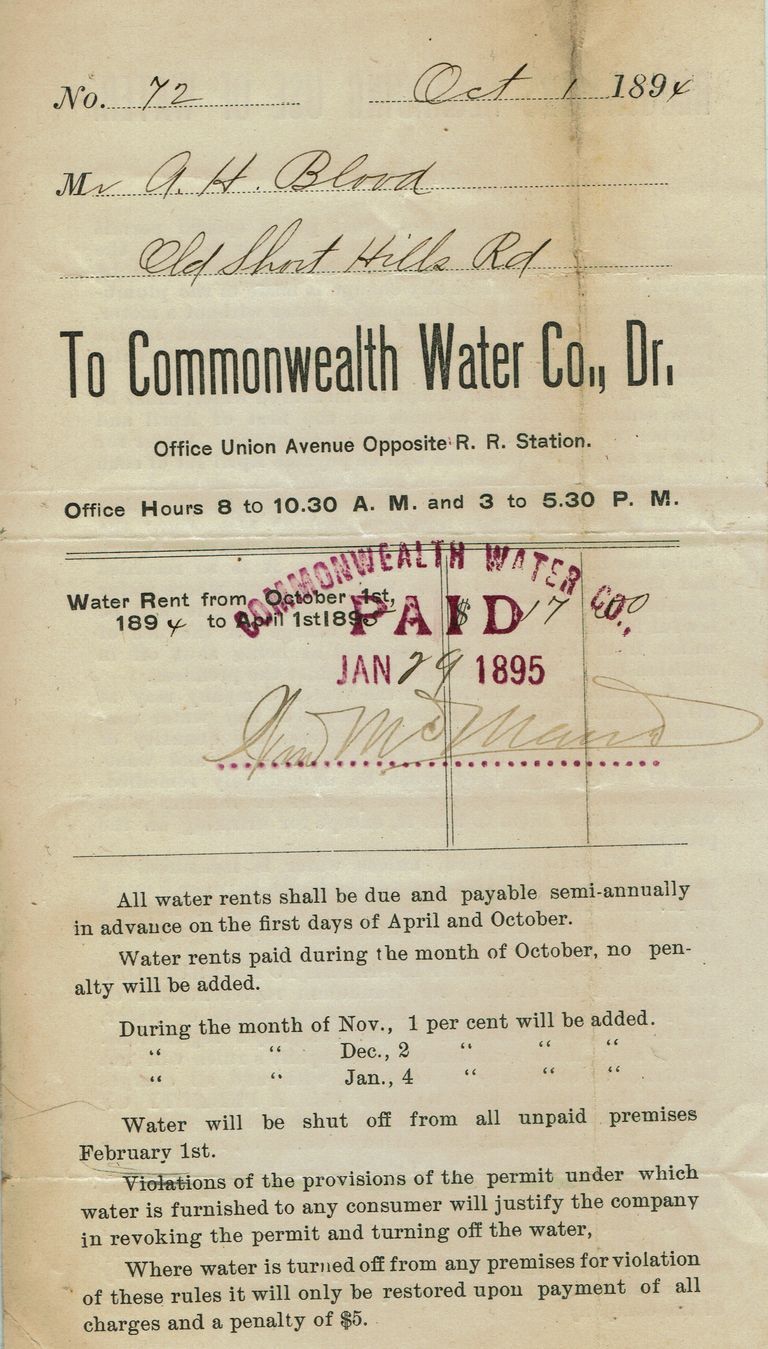 No. 72 Oct 1 1894
Mr A. H. Blood
Old Short Hills Rd
To Commonwealth Water Co., Dr.
Office Union Avenue Opposite R. R. Station.
Office Hours 8 to 10.30 A. M. and 3 to 5.30 P. M.
COMMONWEALTH WATER CO.,
Water Rent from October 1st,
1894 to April 1st 1895 $ 17 00
PAID
JAN 29 1895
All water rents shall be due and payable semi-annually
in advance on the first days of April and October.
Water rents paid during the month of October, no pen-
alty will be added.
During the month of Nov., 1 per cent will be added.
“ “ Dec., 2 “ “ “
“ “ Jan., 4 “ “ “
Water will be shut off from all unpaid premises
February 1st.
Violations of the provisions of the permit under which
water is furnished to any consumer will justify the company
in revoking the permit and turning off the water,
Where water is turned off from any premises for violation
of these rules it will only be restored upon payment of all
charges and a penalty of $5.